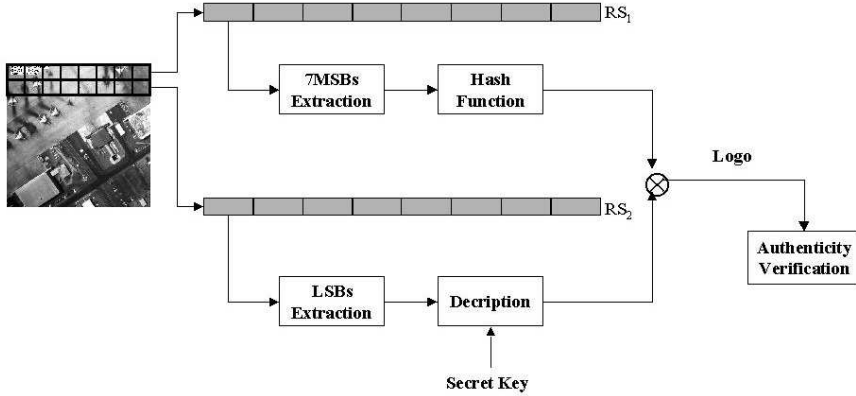 RS1
7MSBs
Extraction
Hash
Function
Logo
RS2
Authenticity
Verification
LSBs
Extraction
Decription
Secret Key